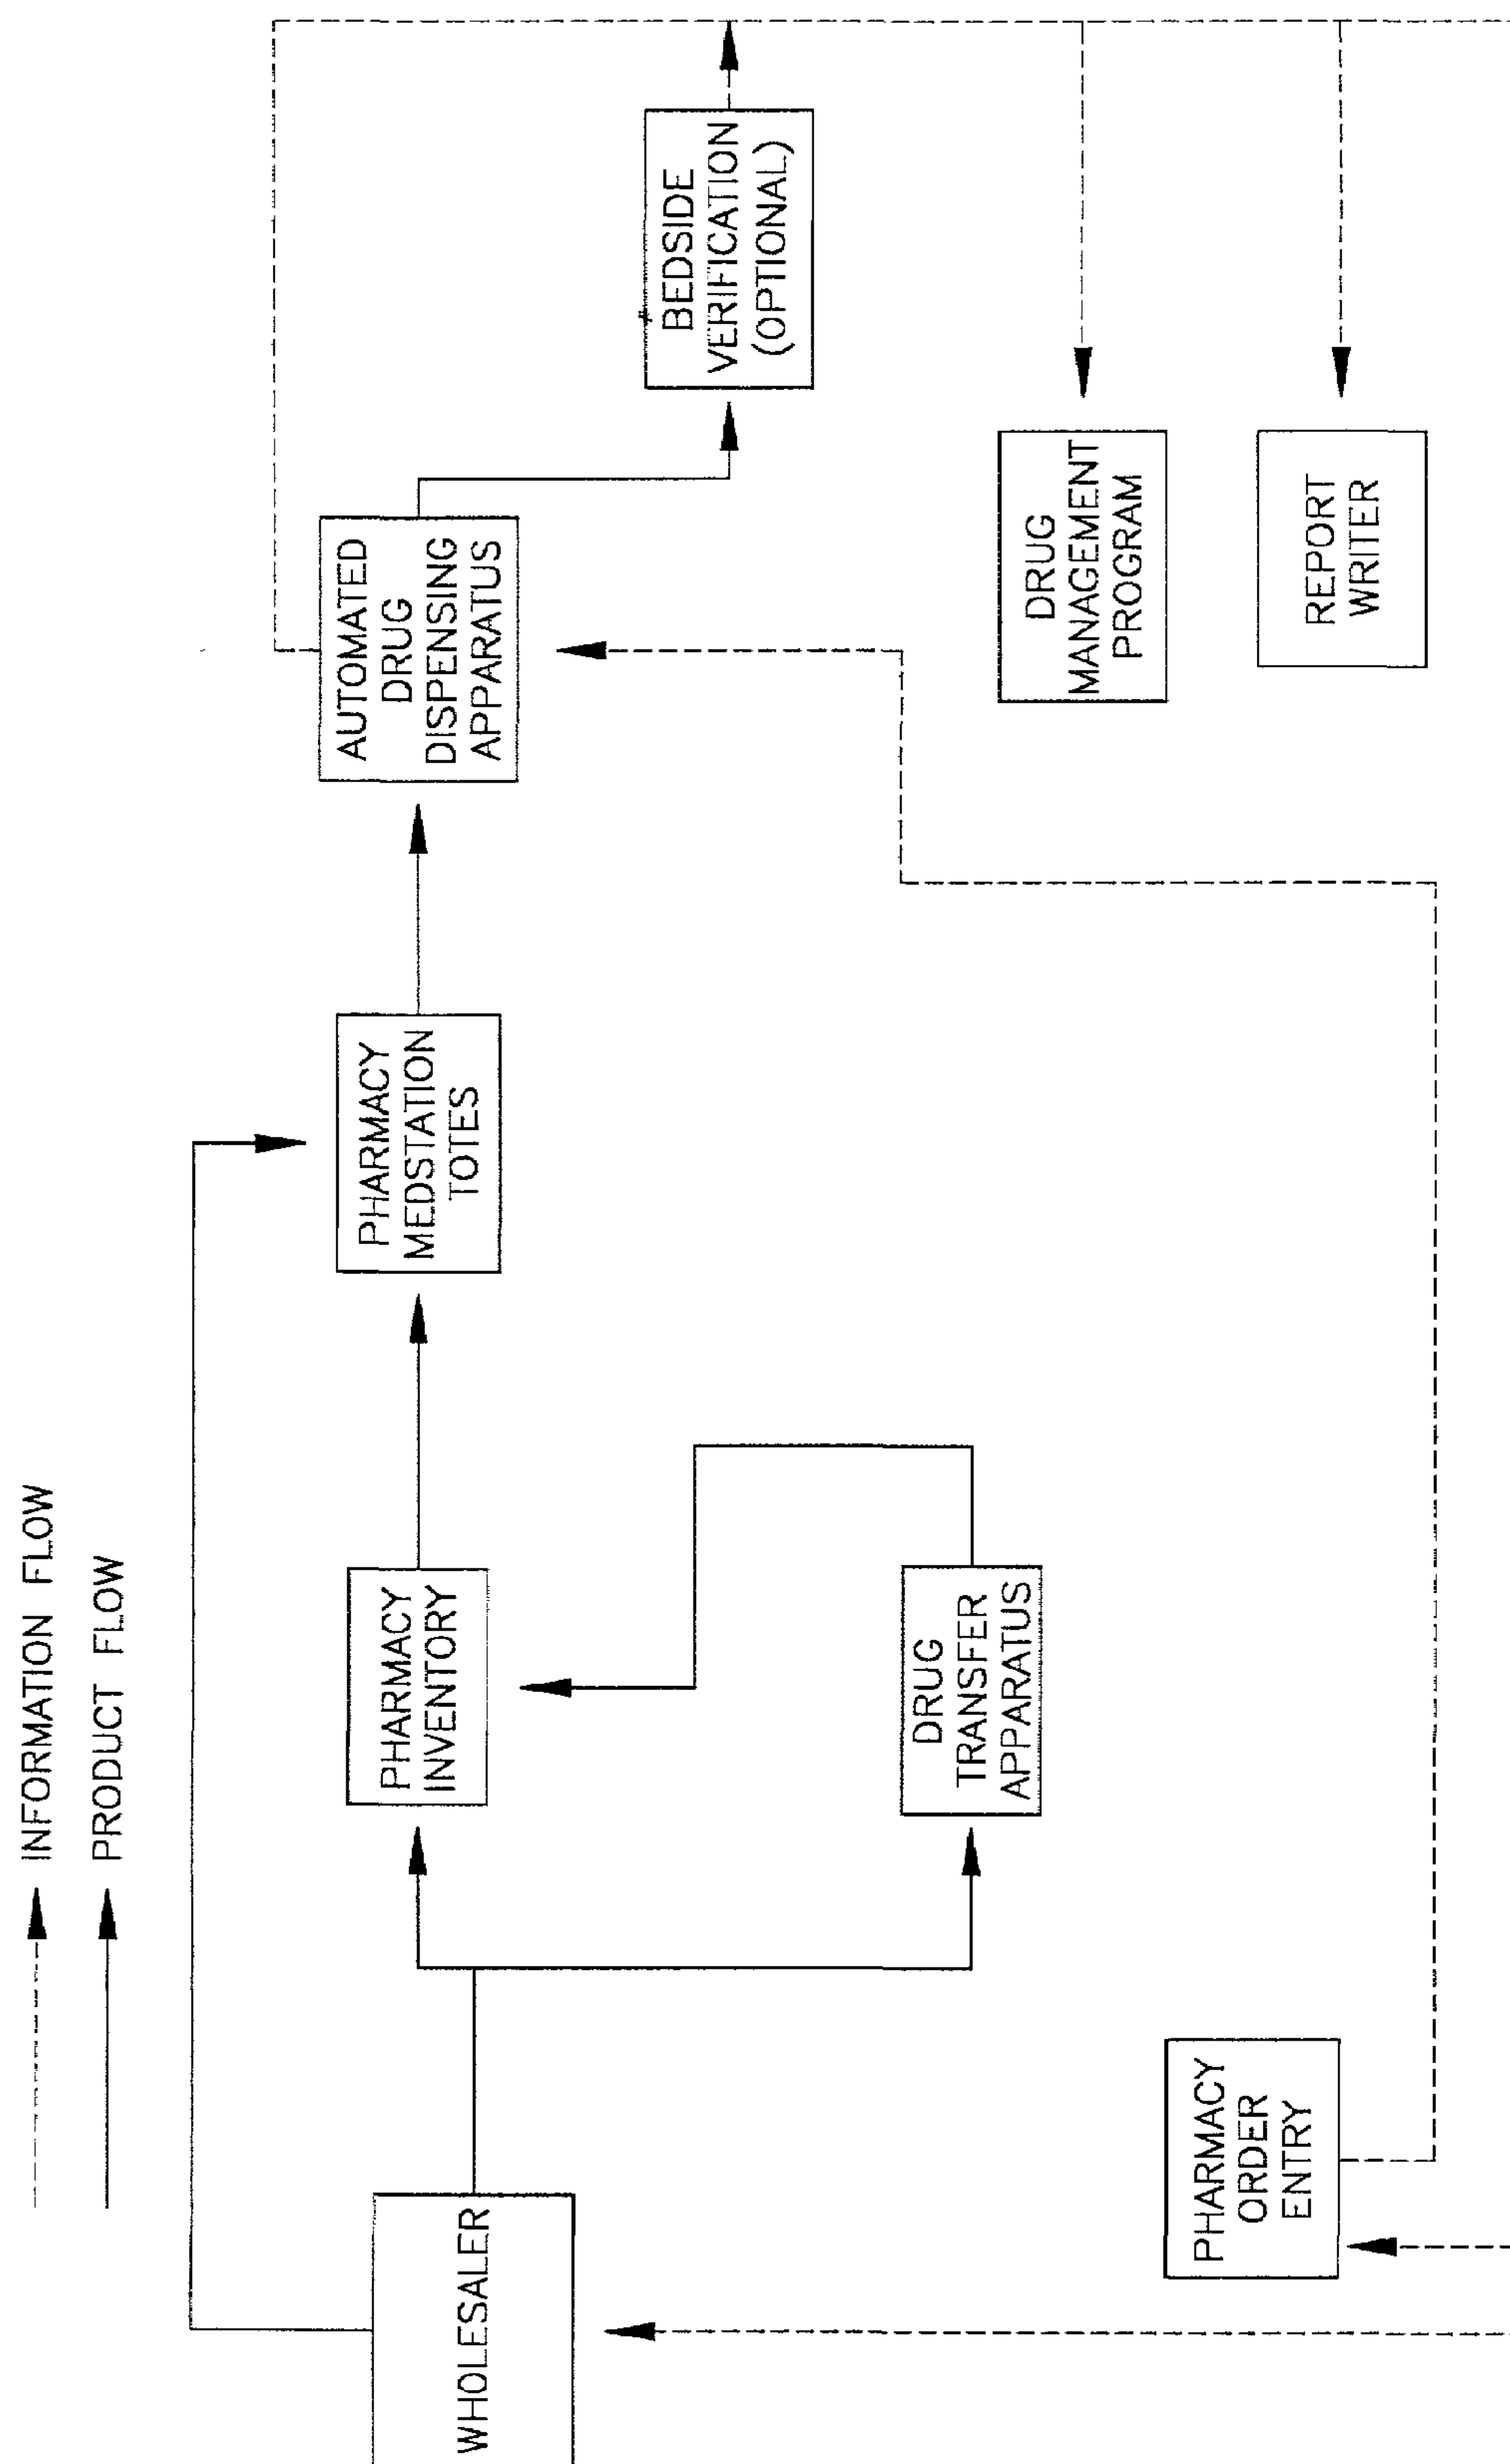 INFORMATION FLOW
PRODUCT FLOW
WHOLESALER
PHARMACY
INVENTORY
DRUG
TRANSFER
APPARATUS
PHARMACY
MEDSTATION
TOTES
AUTOMATED
DRUG
DISPENSING
APPARATUS
BEDSIDE
VERIFICATION
(OPTIONAL)
PHARMACY
ORDER
ENTRY
DRUG
MANAGEMENT
PROGRAM
REPORT
WRITER